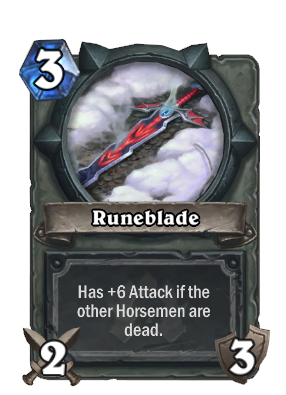 3
Runeblade
Has +6 Attack if the
other Horsemen are
dead.
2
3